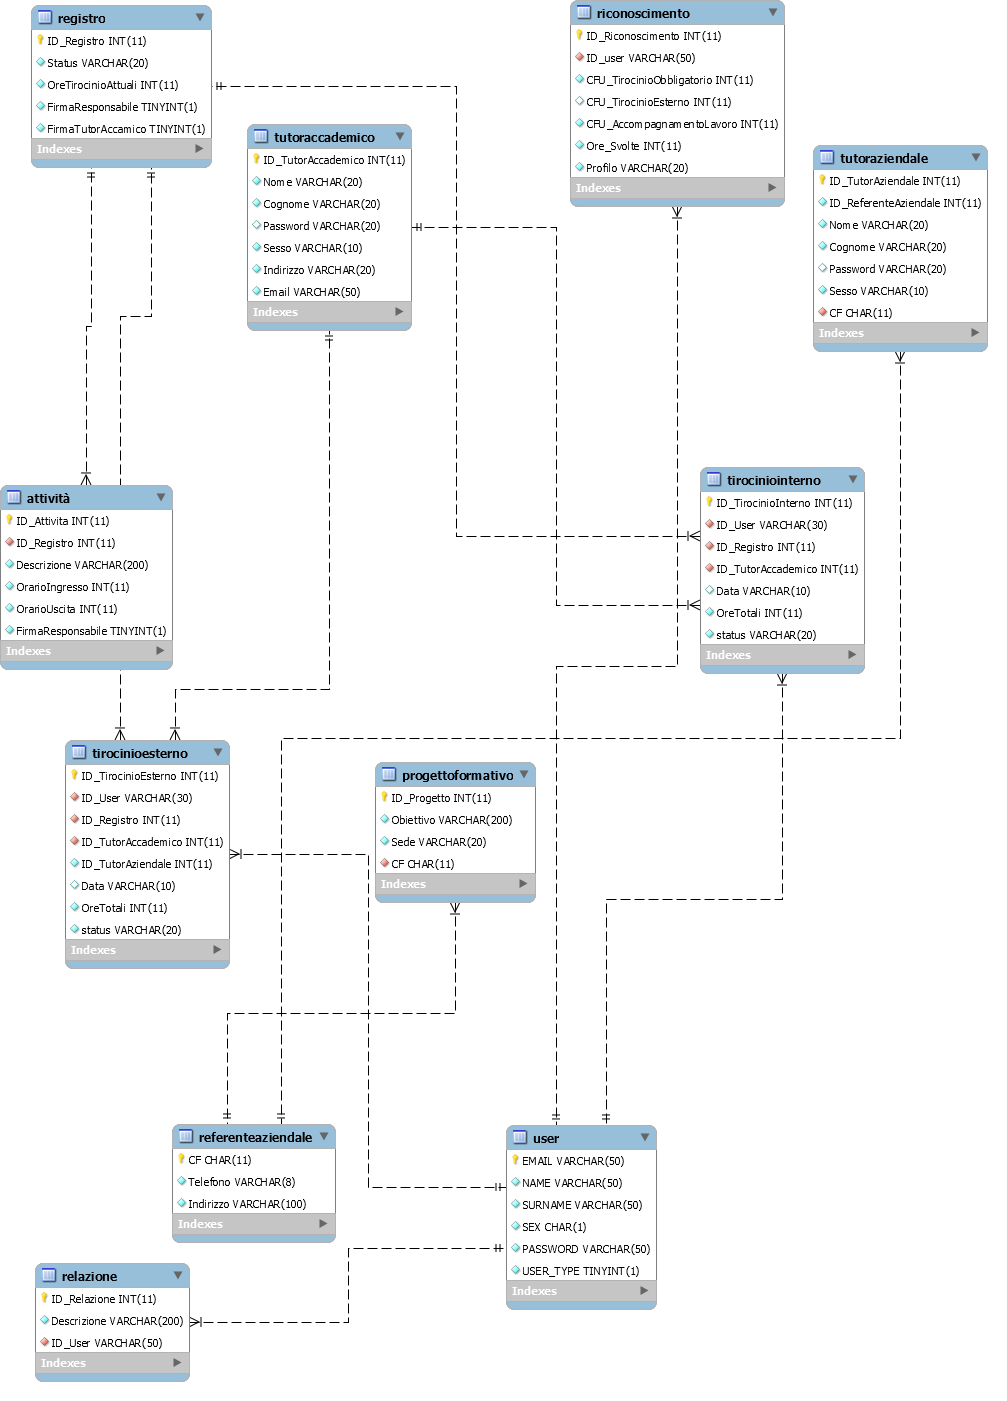 registro
ID_Registro INT(11)
Status VARCHAR(20)
OreTirocinioAttuali INT(11)
FirmaResponsabile TINYINT(1)
FirmaTutorAccamico TINYINT(1)
Indexes
tutoraccademico
ID_TutorAccademico INT(11)
Nome VARCHAR(20)
Cognome VARCHAR(20)
Password VARCHAR(20)
Sesso VARCHAR(10)
Indirizzo VARCHAR(20)
Email VARCHAR(50)
Indexes
riconoscimento
ID_Riconoscimento INT(11)
ID_user VARCHAR(50)
CFU_TirocinioObbligatorio INT(11)
CFU_TirocinioEsterno INT(11)
CFU_AccompagnamentoLavoro INT(11)
Ore_Svolte INT(11)
Profilo VARCHAR(20)
Indexes
tutoraziendale
ID_TutorAziendale INT(11)
ID_ReferenteAziendale INT(11)
Nome VARCHAR(20)
Cognome VARCHAR(20)
Password VARCHAR(20)
Sesso VARCHAR(10)
CF CHAR(11)
Indexes
attività
ID_Attivita INT(11)
ID_Registro INT(11)
Descrizione VARCHAR(200)
OrarioIngresso INT(11)
OrarioUscita INT(11)
FirmaResponsabile TINYINT(1)
Indexes
tirociniointerno
ID_TirocinioInterno INT(11)
ID_User VARCHAR(30)
ID_Registro INT(11)
ID_TutorAccademico INT(11)
Data VARCHAR(10)
OreTotali INT(11)
status VARCHAR(20)
Indexes
tirocinioesterno
ID_TirocinioEsterno INT(11)
ID_User VARCHAR(30)
ID_Registro INT(11)
ID_TutorAccademico INT(11)
ID_TutorAziendale INT(11)
Data VARCHAR(10)
OreTotali INT(11)
status VARCHAR(20)
Indexes
progettoformativo
ID_Progetto INT(11)
Obiettivo VARCHAR(200)
Sede VARCHAR(20)
CF CHAR(11)
Indexes
referenteaziendale
CF CHAR(11)
Telefono VARCHAR(8)
Indirizzo VARCHAR(100)
Indexes
user
EMAIL VARCHAR(50)
NAME VARCHAR(50)
SURNAME VARCHAR(50)
SEX CHAR(1)
PASSWORD VARCHAR(50)
USER_TYPE TINYINT(1)
Indexes
relazione
ID_Relazione INT(11)
Descrizione VARCHAR(200)
ID_User VARCHAR(50)
Indexes